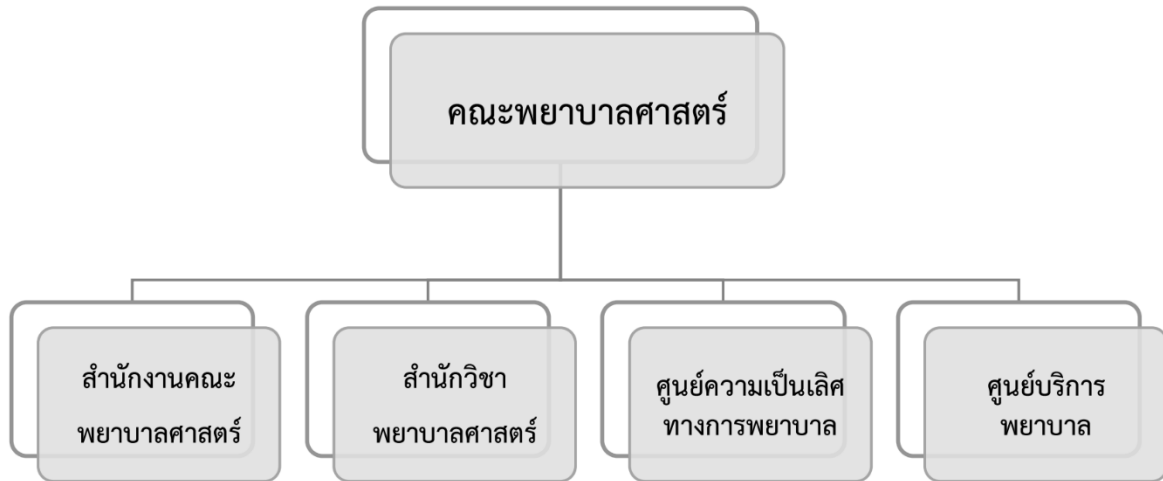 คณะพยาบาลศาสตร์
สำนักงานคณะ
พยาบาลศาสตร์
สำนักวิชา
พยาบาลศาสตร์
ศูนย์ความเป็นเลิศ
ทางการพยาบาล
ศูนย์บริการ
พยาบาล